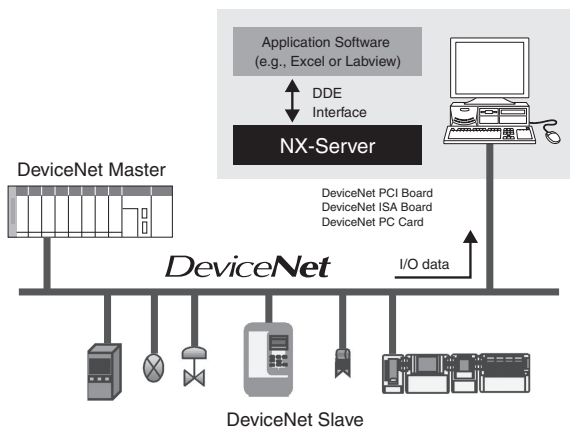 Application Software
(e.g., Excel or Labview)
DDE
Interface
NX-Server
DeviceNet Master
DeviceNet PCI Board
DeviceNet ISA Board
DeviceNet PC Card
DeviceNet
I/O data
DeviceNet Slave